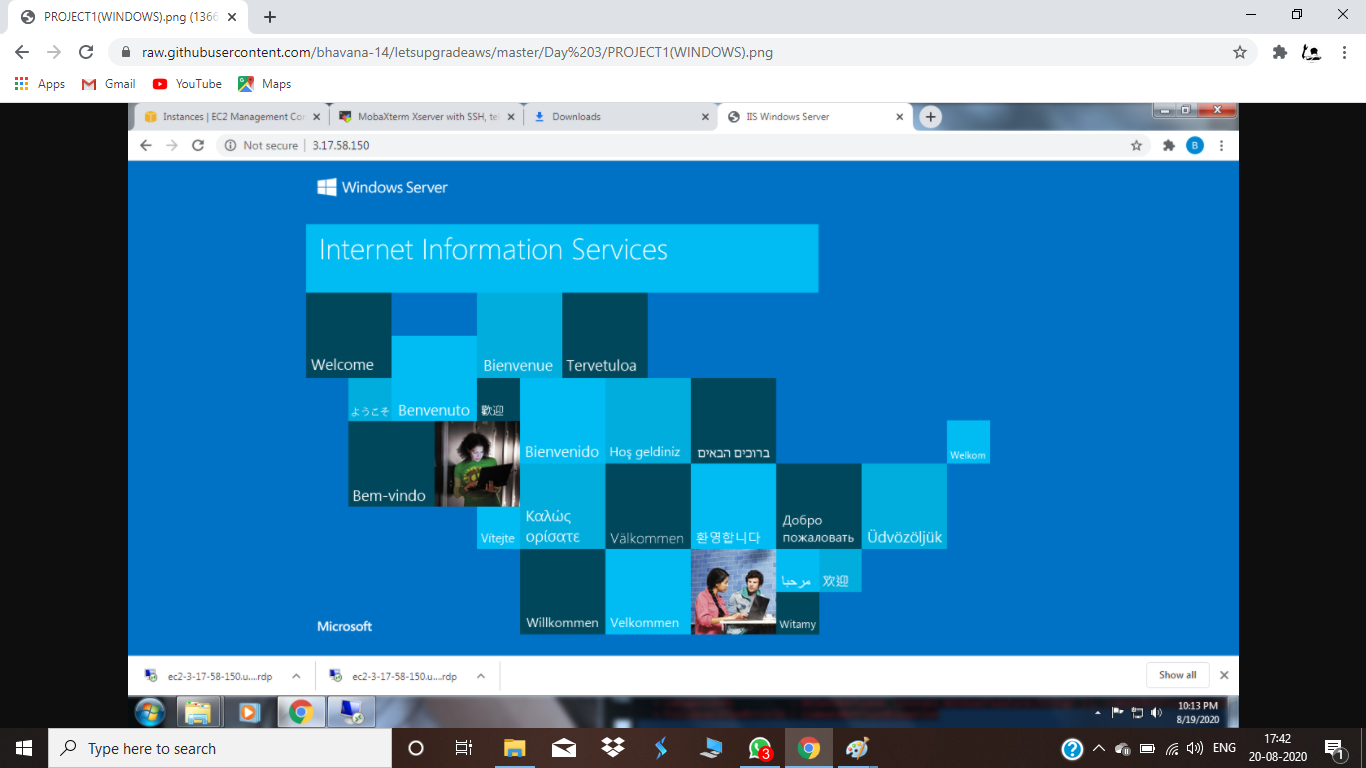 PROJECT1(WINDOWS).png (1366
raw.githubusercontent.com/bhavana-14/letsupgradeaws/master/Day%203/PROJECT1(WINDOWS).png
Apps
Gmail
YouTube
Maps
Instances | EC2 Management Con
MobaXterm Xserver with SSH, tel
Downloads
IIS Windows Server
Not secure
3.17.58.150
B
Windows Server
Internet Information Services
Welcome
Bienvenue
Tervetuloa
ようこそ
Benvenuto
歡迎
Bienvenido
Hoş geldiniz
ברוכים הבאים
Welkom
Bem-vindo
Vítejte
Καλώς
ορίσατε
Välkommen
환영합니다
Добро
пожаловать
Üdvözöljük
مرحبا
欢迎
Willkommen
Velkommen
Witamy
Microsoft
ec2-3-17-58-150.u....rdp
ec2-3-17-58-150.u....rdp
Show all
10:13 PM
8/19/2020
Type here to search
3
ENG
17:42
20-08-2020
1